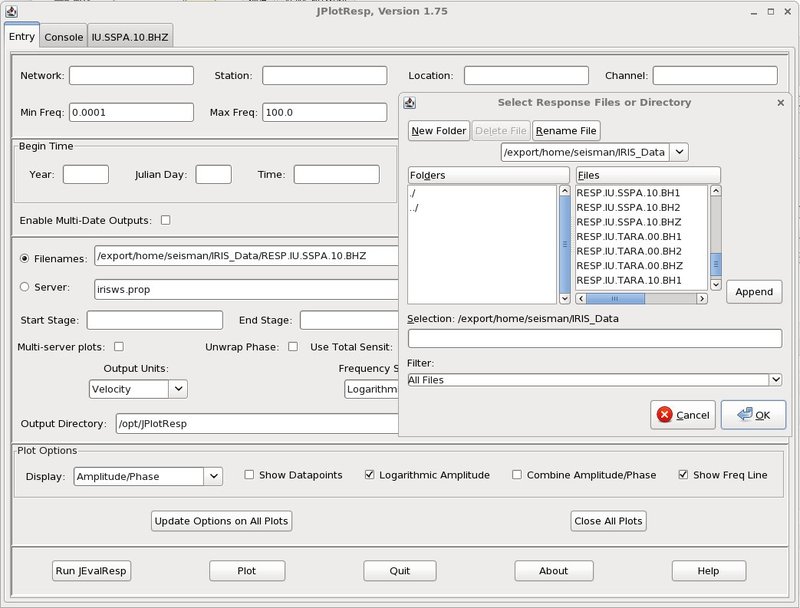 JPlotResp, Version 1.75
Entry Console IU.SSPA.10.BHZ
Network: Station: Location: Channel:
Min Freq: 0.0001 Max Freq: 100.0
Begin Time
Year: Julian Day: Time:
Enable Multi-Date Outputs:
Filenames: /export/home/seisman/IRIS_Data/RESP.IU.SSPA.10.BHZ
Server: irisws.prop
Start Stage: End Stage:
Multi-server plots: Unwrap Phase: Use Total Sensit:
Output Units: Frequency S
Velocity Logarithm
Output Directory: /opt/JPlotResp
Select Response Files or Directory
New Folder Delete File Rename File
/export/home/seisman/IRIS_Data
Folders Files
./
../
RESP.IU.SSPA.10.BH1
RESP.IU.SSPA.10.BH2
RESP.IU.SSPA.10.BHZ
RESP.IU.TARA.00.BH1
RESP.IU.TARA.00.BH2
RESP.IU.TARA.00.BHZ
RESP.IU.TARA.10.BH1
Append
Selection: /export/home/seisman/IRIS_Data
Filter:
All Files
Cancel OK
Plot Options
Display: Amplitude/Phase Show Datapoints Logarithmic Amplitude Combine Amplitude/Phase Show Freq Line
Update Options on All Plots Close All Plots
Run JEvalResp Plot Quit About Help